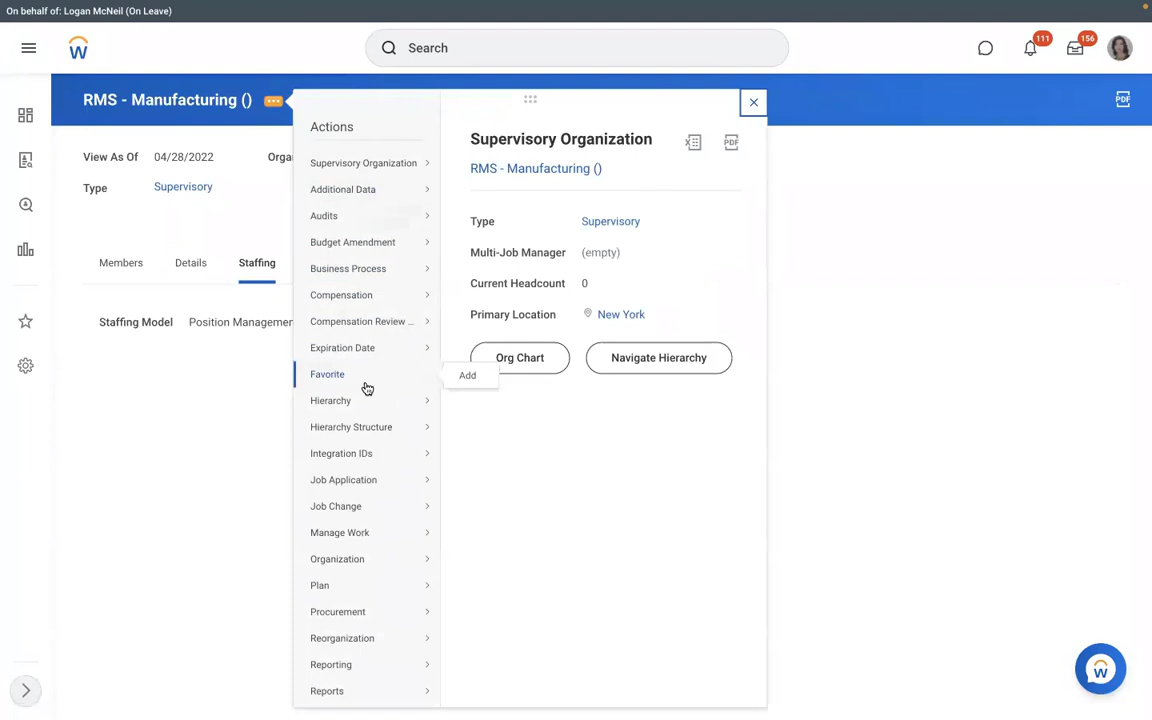 On behalf of: Logan McNeil (On Leave)
Search
111
156
RMS - Manufacturing ()
PDF
View As Of 04/28/2022
Type Supervisory
Members Details Staffing
Staffing Model
Actions
Supervisory Organization
Additional Data
Audits
Budget Amendment
Business Process
Compensation
Compensation Review ...
Expiration Date
Favorite
Add
Hierarchy
Hierarchy Structure
Integration IDs
Job Application
Job Change
Manage Work
Organization
Plan
Procurement
Reorganization
Reporting
Reports
Supervisory Organization
PDF
RMS - Manufacturing ()
Type Supervisory
Multi-Job Manager (empty)
Current Headcount 0
Primary Location New York
Org Chart
Navigate Hierarchy